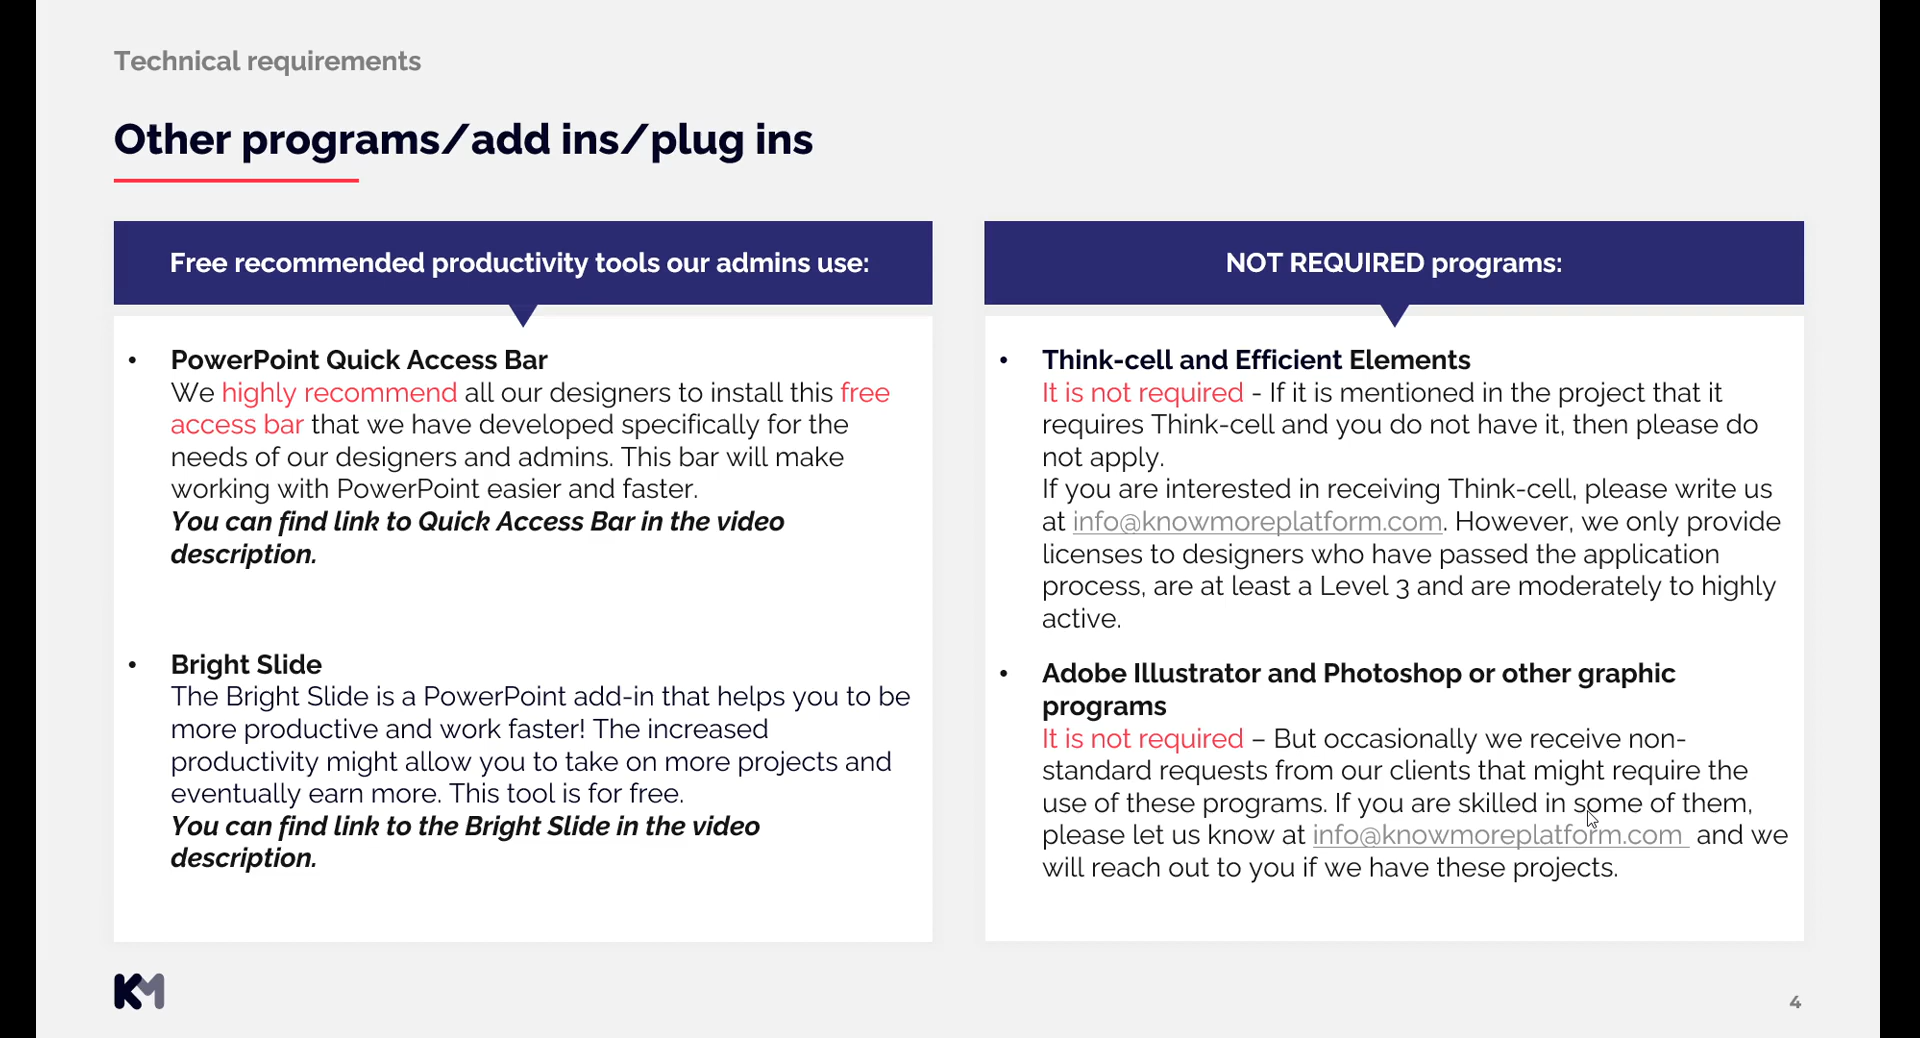 Technical requirements
Other programs/add ins/plug ins
Free recommended productivity tools our admins use:
• PowerPoint Quick Access Bar
We highly recommend all our designers to install this free
access bar that we have developed specifically for the
needs of our designers and admins. This bar will make
working with PowerPoint easier and faster.
You can find link to Quick Access Bar in the video
description.
• Bright Slide
The Bright Slide is a PowerPoint add-in that helps you to be
more productive and work faster! The increased
productivity might allow you to take on more projects and
eventually earn more. This tool is for free.
You can find link to the Bright Slide in the video
description.
NOT REQUIRED programs:
• Think-cell and Efficient Elements
It is not required - If it is mentioned in the project that it
requires Think-cell and you do not have it, then please do
not apply.
If you are interested in receiving Think-cell, please write us
at info@knowmoreplatform.com. However, we only provide
licenses to designers who have passed the application
process, are at least a Level 3 and are moderately to highly
active.
• Adobe Illustrator and Photoshop or other graphic
programs
It is not required – But occasionally we receive non-
standard requests from our clients that might require the
use of these programs. If you are skilled in some of them,
please let us know at info@knowmoreplatform.com and we
will reach out to you if we have these projects.
KM
4